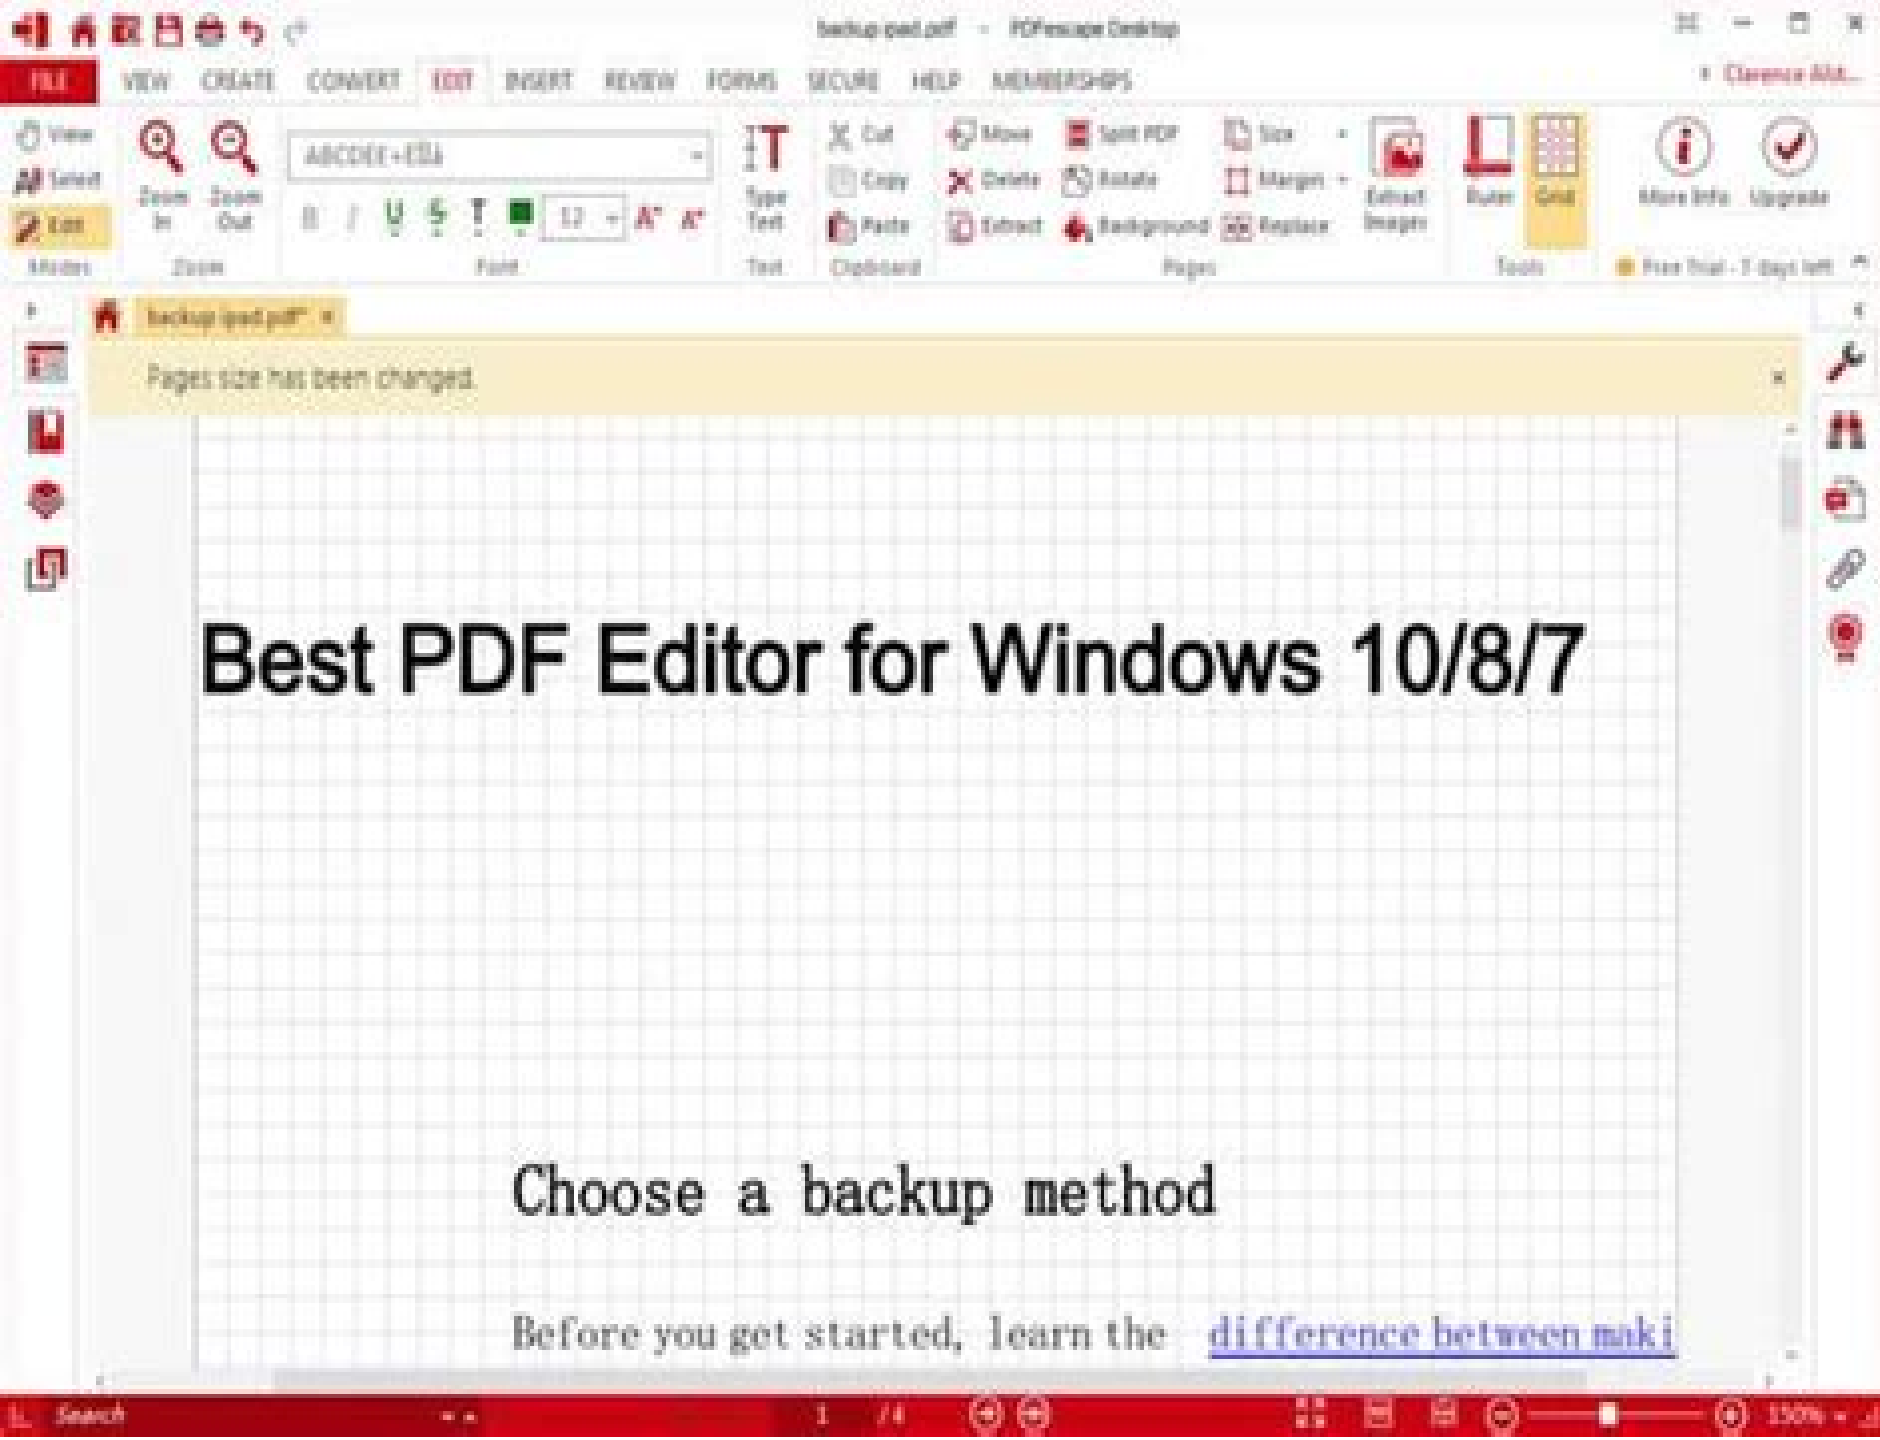 backup ipad.pdf - PDFescape Desktop
FILE VIEW CREATE CONVERT EDIT INSERT REVIEW FORMS SECURE HELP MEMBERSHIPS
Clarence
View
Select
Edit
Modes
Zoom In
Zoom Out
Zoom
B I U S T 12 A A
Font
Type Text
Text
Cut
Copy
Paste
Clipboard
Move Split PDF Size
Delete Rotate Margin
Extract Background Replace
Extract Images
Pages
Ruler Grid
Tools
More Info Upgrade
Free Trial - 7 days left
backup ipad.pdf* ×
Pages size has been changed.
Best PDF Editor for Windows 10/8/7
Choose a backup method
Before you get started, learn the difference between maki
Search 1 / 4 150%